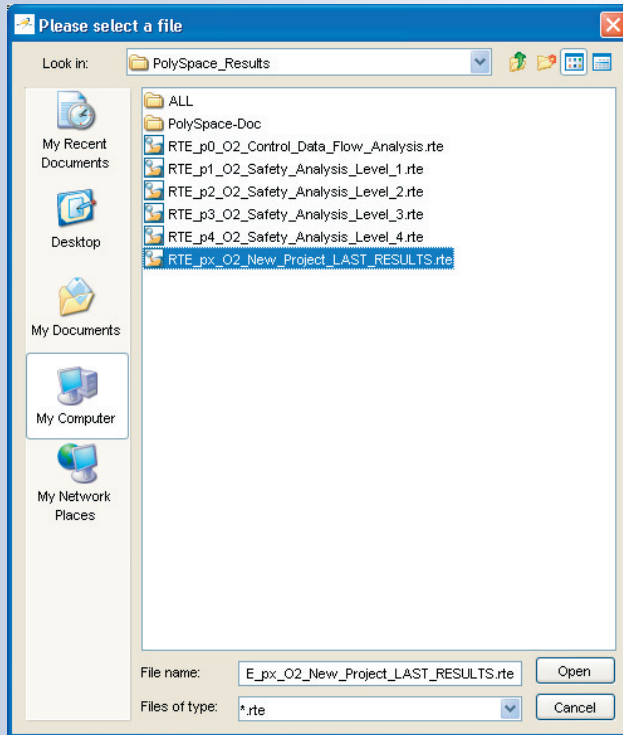 Please select a file
Look in:
PolySpace_Results
My Recent
Documents
Desktop
My Documents
My Computer
My Network
Places
ALL
PolySpace-Doc
RTE_p0_O2_Control_Data_Flow_Analysis.rte
RTE_p1_O2_Safety_Analysis_Level_1.rte
RTE_p2_O2_Safety_Analysis_Level_2.rte
RTE_p3_O2_Safety_Analysis_Level_3.rte
RTE_p4_O2_Safety_Analysis_Level_4.rte
RTE_px_O2_New_Project_LAST_RESULTS.rte
File name:
E_px_O2_New_Project_LAST_RESULTS.rte
Open
Files of type:
*.rte
Cancel